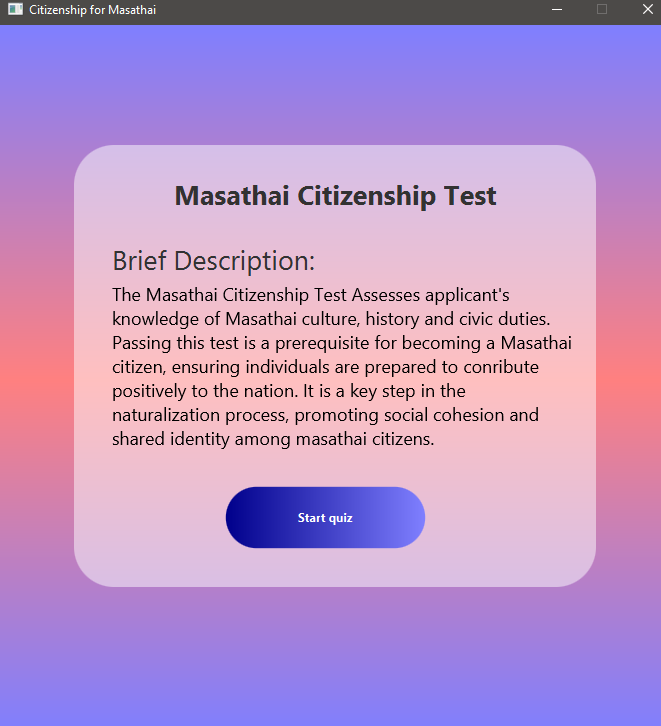 Citizenship for Masathai
Masathai Citizenship Test
Brief Description:
The Masathai Citizenship Test Assesses applicant's
knowledge of Masathai culture, history and civic duties.
Passing this test is a prerequisite for becoming a Masathai
citizen, ensuring individuals are prepared to conribute
positively to the nation. It is a key step in the
naturalization process, promoting social cohesion and
shared identity among masathai citizens.
Start quiz